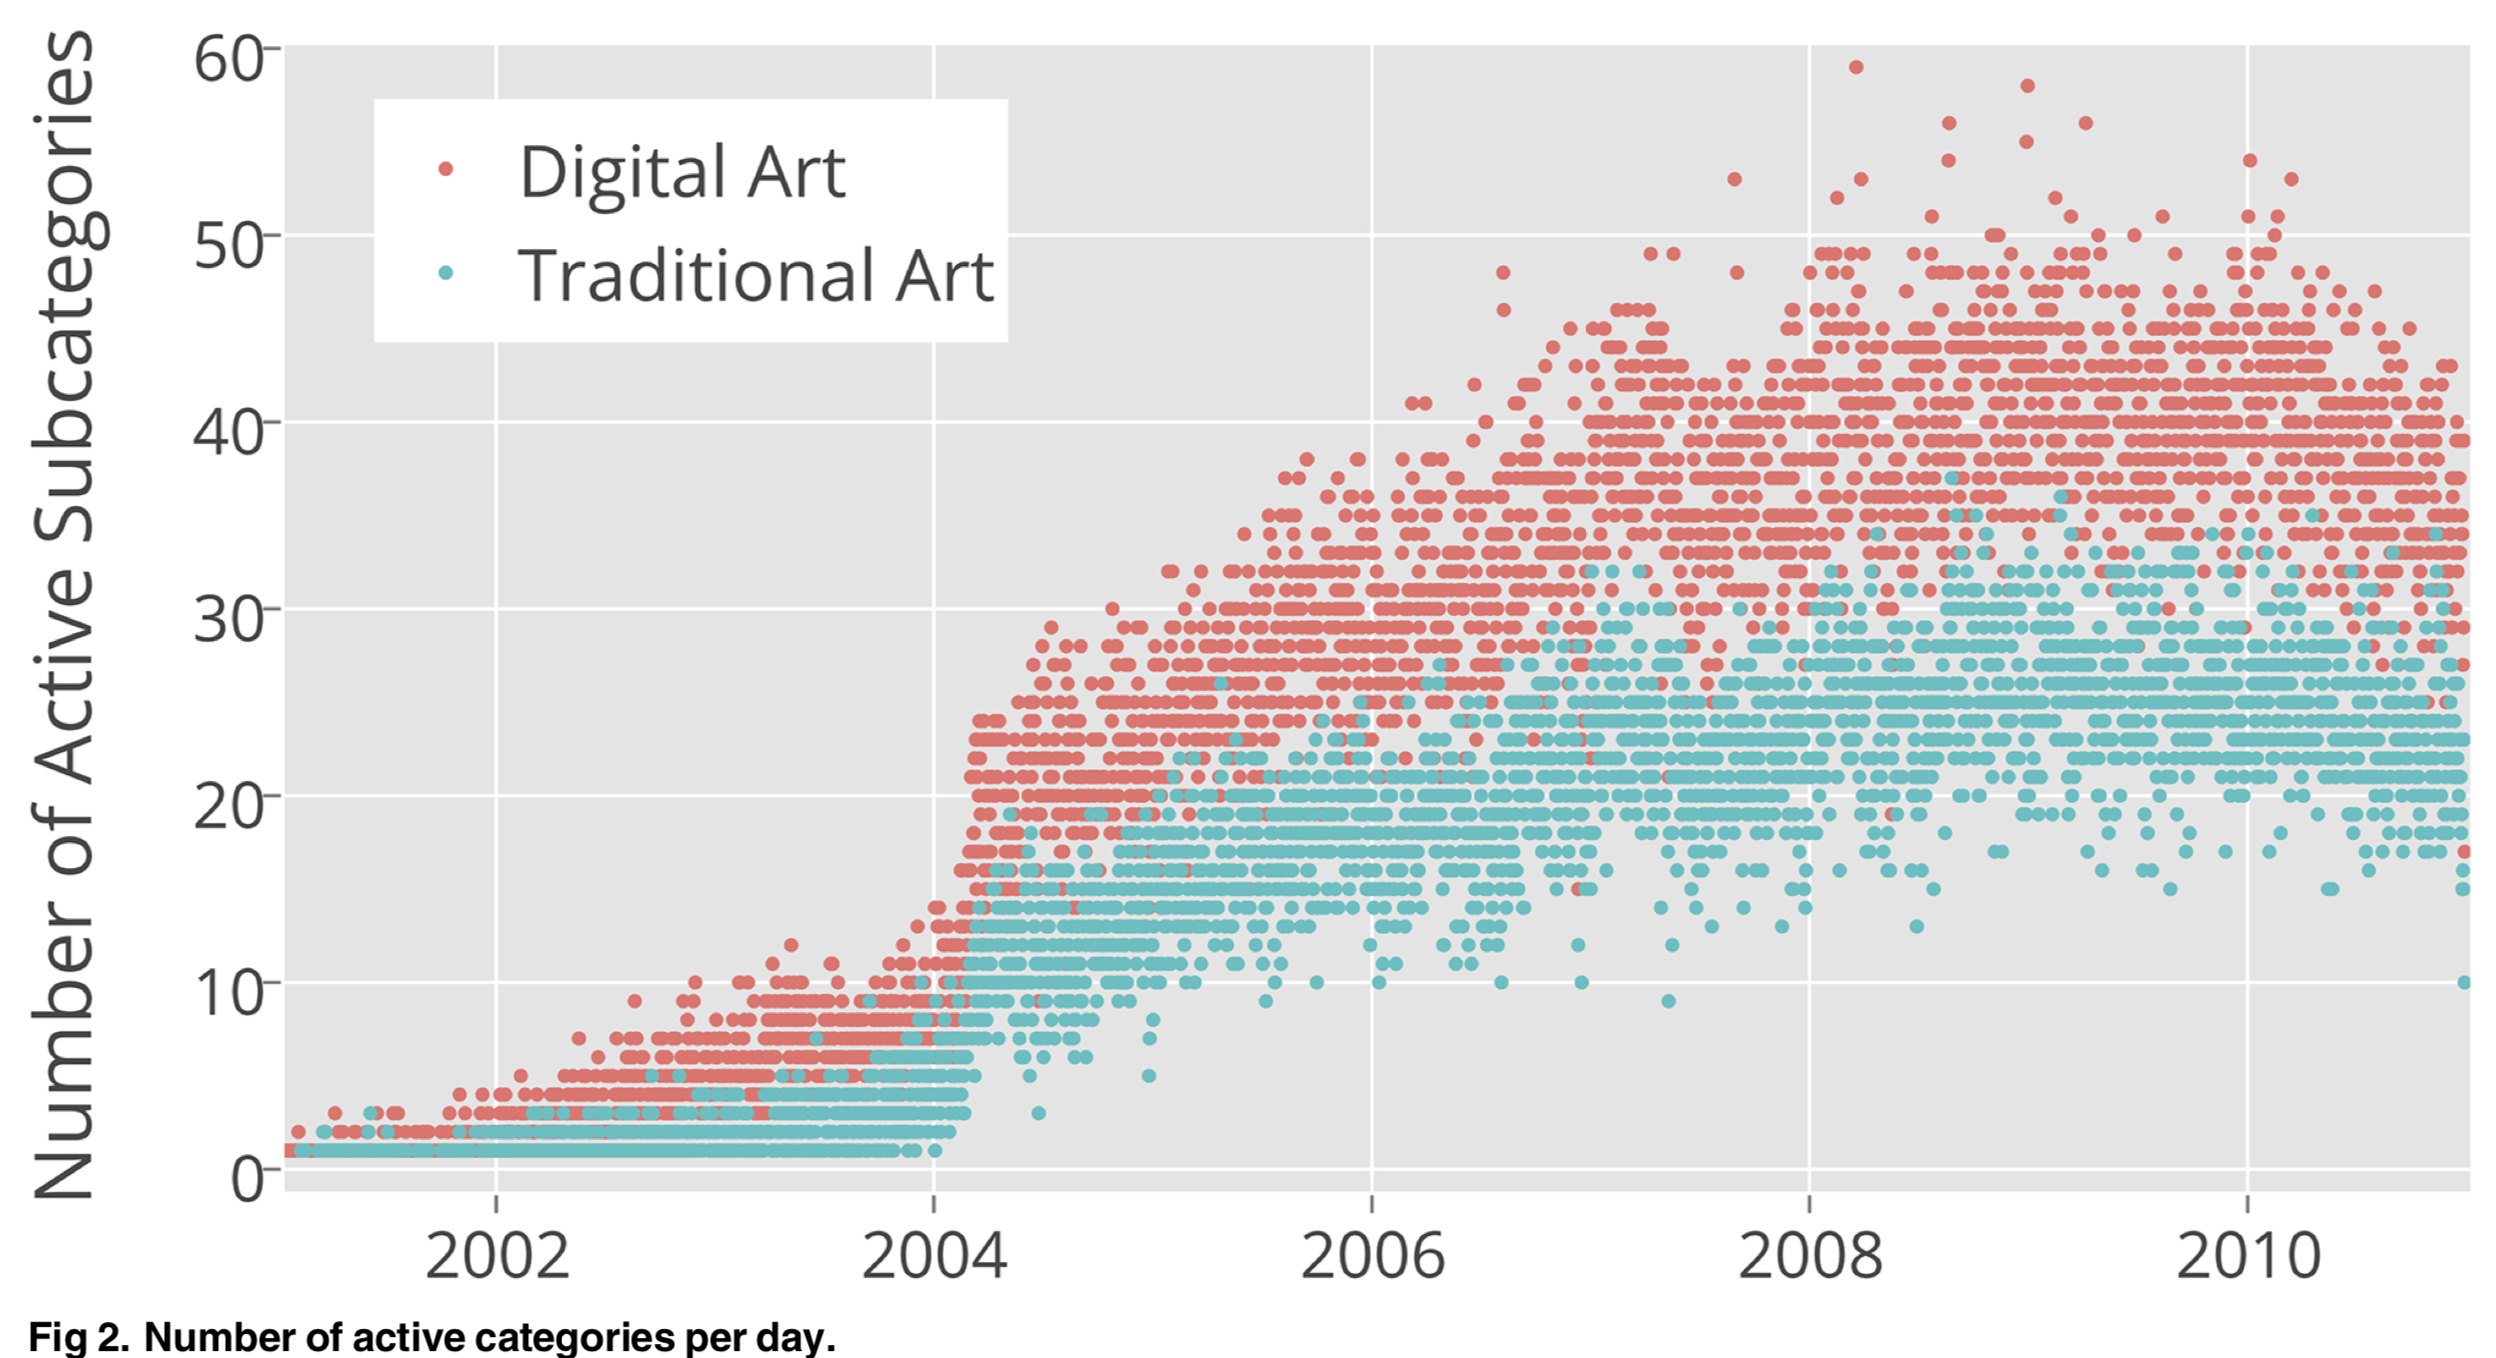 Number of Active Subcategories
60
50
40
30
20
10
0
Digital Art
Traditional Art
2002 2004 2006 2008 2010
Fig 2. Number of active categories per day.